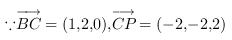 ∵$\overrightarrow{BC}$ = (1,2,0),$\overrightarrow{CP}$ = (−2,−2,2)